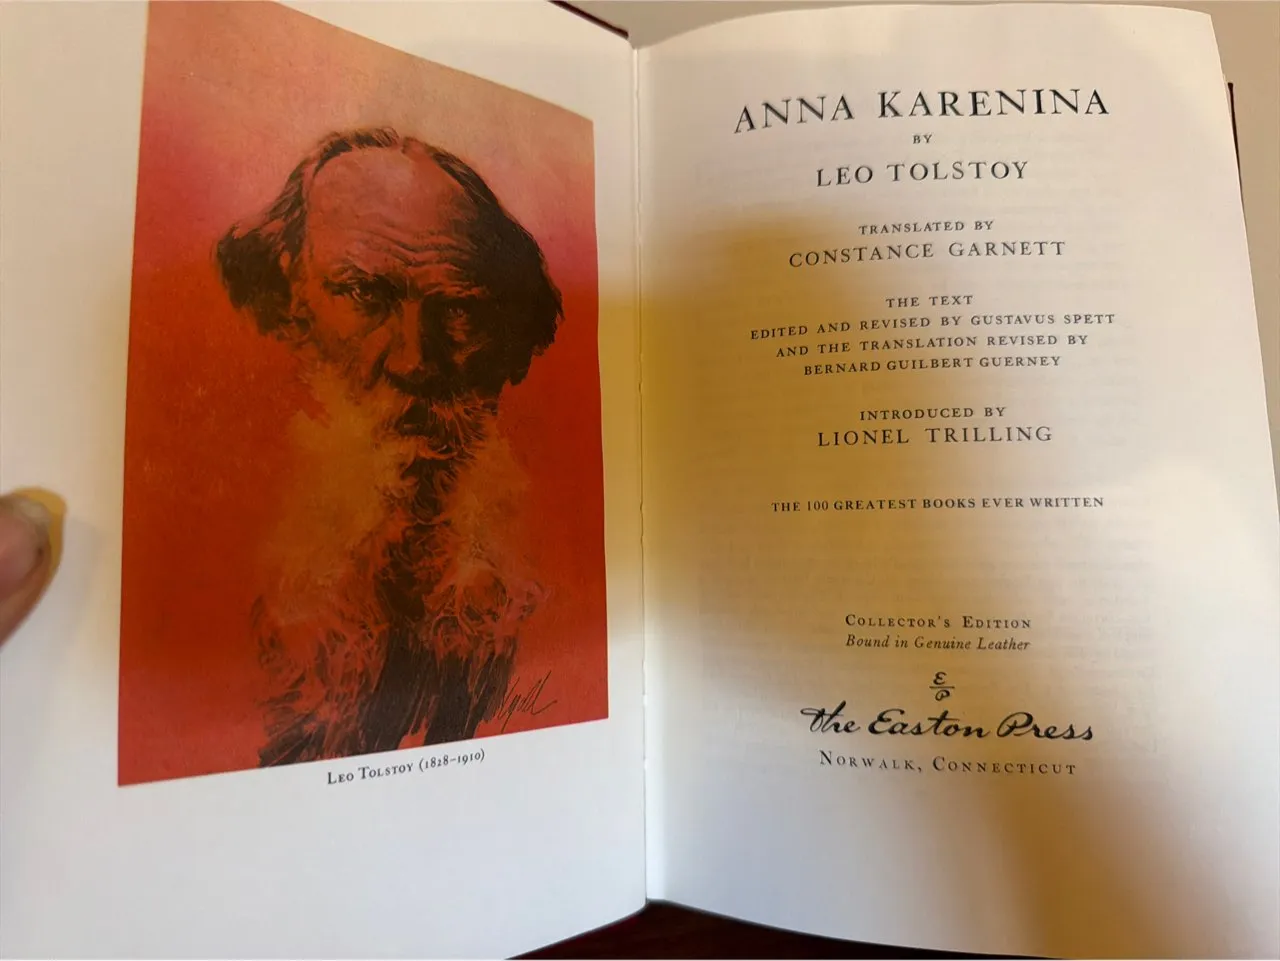 LEO TOLSTOY (1828–1910)
ANNA KARENINA
BY
LEO TOLSTOY
TRANSLATED BY
CONSTANCE GARNETT
THE TEXT
EDITED AND REVISED BY GUSTAVUS SPETT
AND THE TRANSLATION REVISED BY
BERNARD GUILBERT GUERNEY
INTRODUCED BY
LIONEL TRILLING
THE 100 GREATEST BOOKS EVER WRITTEN
COLLECTOR'S EDITION
Bound in Genuine Leather
E/P
The Easton Press
NORWALK, CONNECTICUT